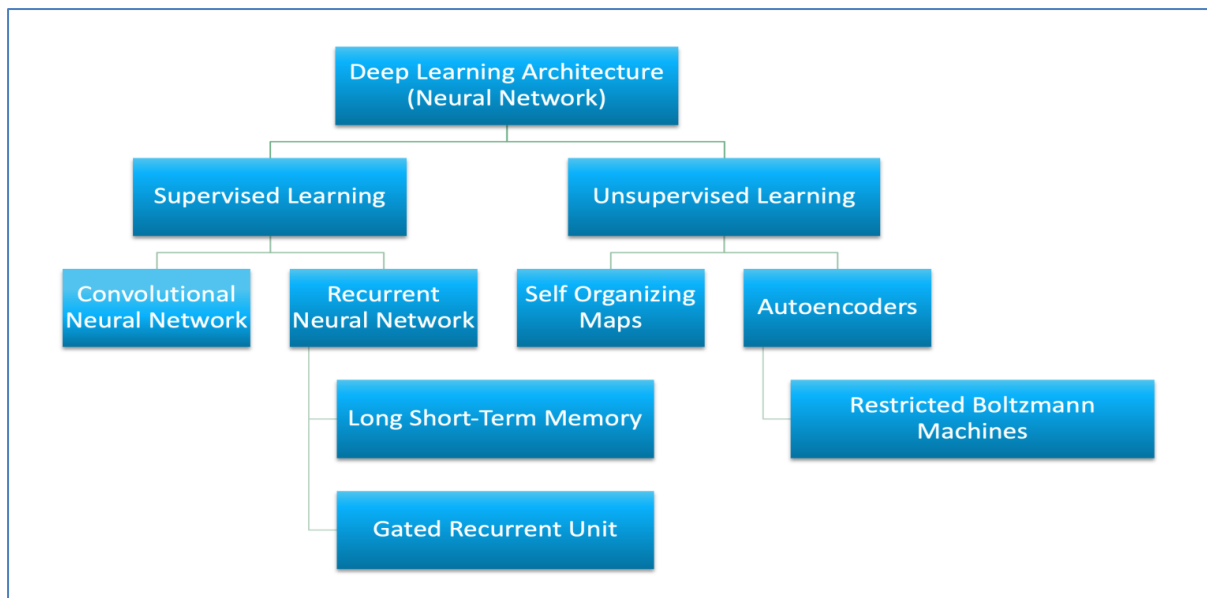 Deep Learning Architecture
(Neural Network)
Supervised Learning
Unsupervised Learning
Convolutional
Neural Network
Recurrent
Neural Network
Self Organizing
Maps
Autoencoders
Long Short-Term Memory
Restricted Boltzmann
Machines
Gated Recurrent Unit